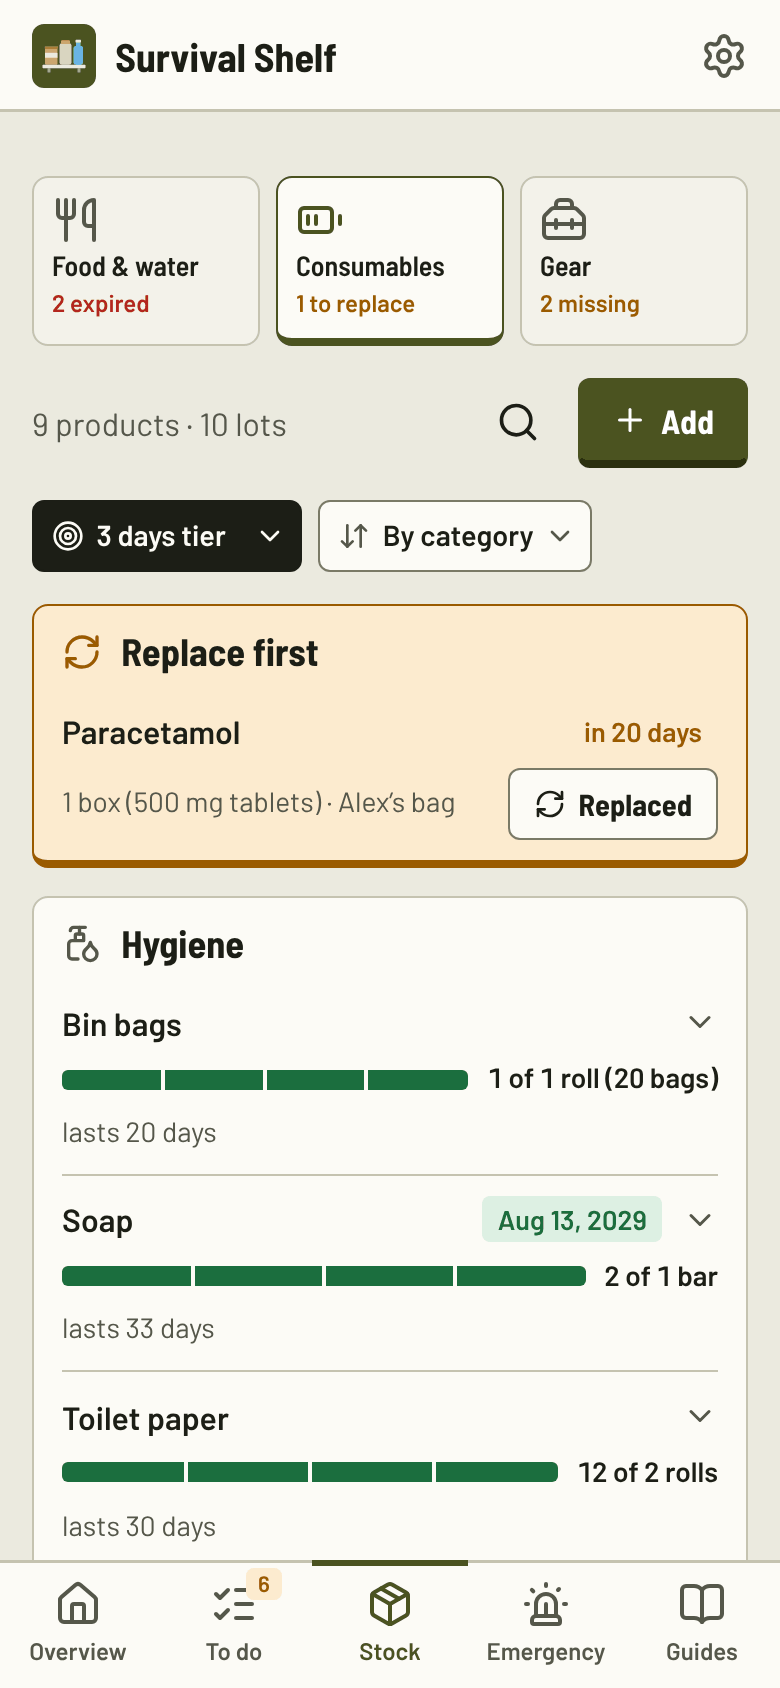 Survival Shelf
Food & water
2 expired
Consumables
1 to replace
Gear
2 missing
9 products · 10 lots
Add
3 days tier
By category
Replace first
Paracetamol
in 20 days
1 box (500 mg tablets) · Alex’s bag
Replaced
Hygiene
Bin bags
1 of 1 roll (20 bags)
lasts 20 days
Soap
Aug 13, 2029
2 of 1 bar
lasts 33 days
Toilet paper
12 of 2 rolls
lasts 30 days
Overview
6
To do
Stock
Emergency
Guides